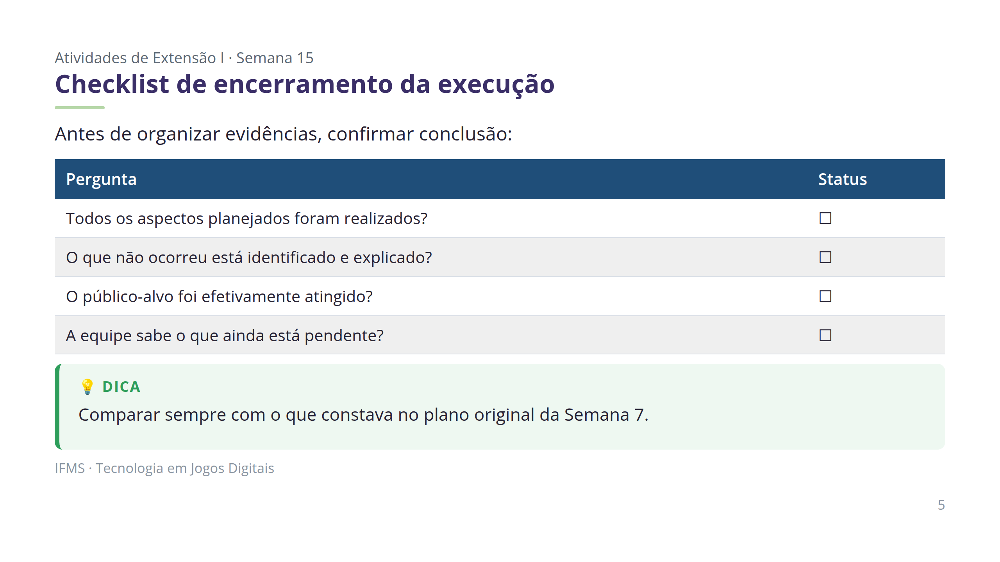 Atividades de Extensão I · Semana 15
Checklist de encerramento da execução
Antes de organizar evidências, confirmar conclusão:
Pergunta Status
Todos os aspectos planejados foram realizados? ☐
O que não ocorreu está identificado e explicado? ☐
O público-alvo foi efetivamente atingido? ☐
A equipe sabe o que ainda está pendente? ☐
💡 DICA
Comparar sempre com o que constava no plano original da Semana 7.
IFMS · Tecnologia em Jogos Digitais
5